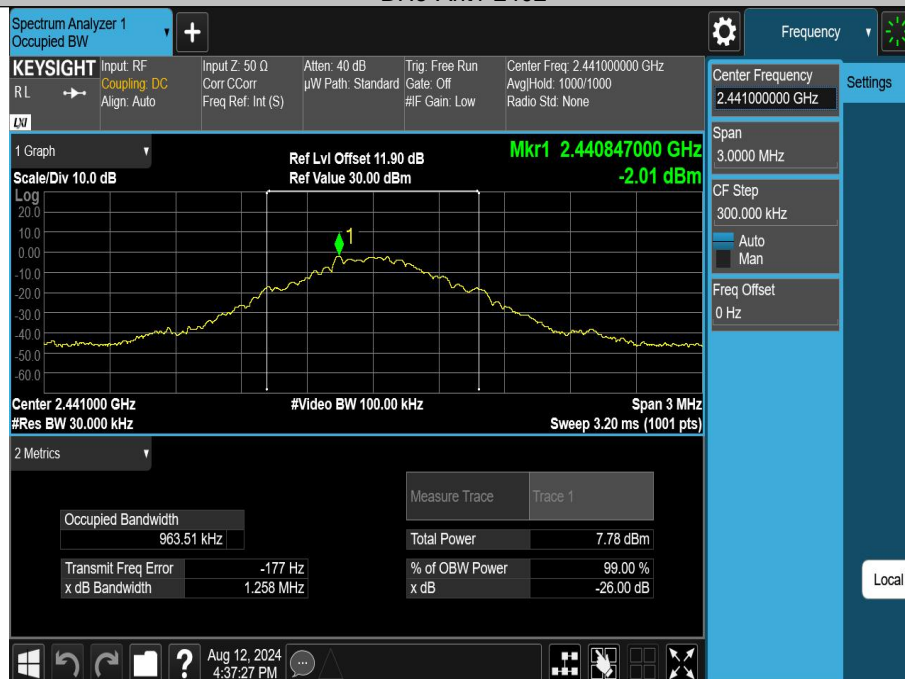 Spectrum Analyzer 1
Occupied BW
Frequency
KEYSIGHT
RL
LXI
Input: RF
Coupling: DC
Align: Auto
Input Z: 50 Ω
Corr CCorr
Freq Ref: Int (S)
Atten: 40 dB
µW Path: Standard
Trig: Free Run
Gate: Off
#IF Gain: Low
Center Freq: 2.441000000 GHz
Avg|Hold: 1000/1000
Radio Std: None
Center Frequency
2.441000000 GHz
Settings
Span
3.0000 MHz
CF Step
300.000 kHz
Auto
Man
Freq Offset
0 Hz
Local
1 Graph
Scale/Div 10.0 dB
Ref Lvl Offset 11.90 dB
Ref Value 30.00 dBm
Mkr1 2.440847000 GHz
-2.01 dBm
Log
20.0
10.0
0.00
-10.0
-20.0
-30.0
-40.0
-50.0
-60.0
1
Center 2.441000 GHz
#Video BW 100.00 kHz
Span 3 MHz
#Res BW 30.000 kHz
Sweep 3.20 ms (1001 pts)
2 Metrics
Measure Trace
Trace 1
Occupied Bandwidth
963.51 kHz
Total Power
7.78 dBm
Transmit Freq Error
-177 Hz
% of OBW Power
99.00 %
x dB Bandwidth
1.258 MHz
x dB
-26.00 dB
?
Aug 12, 2024
4:37:27 PM